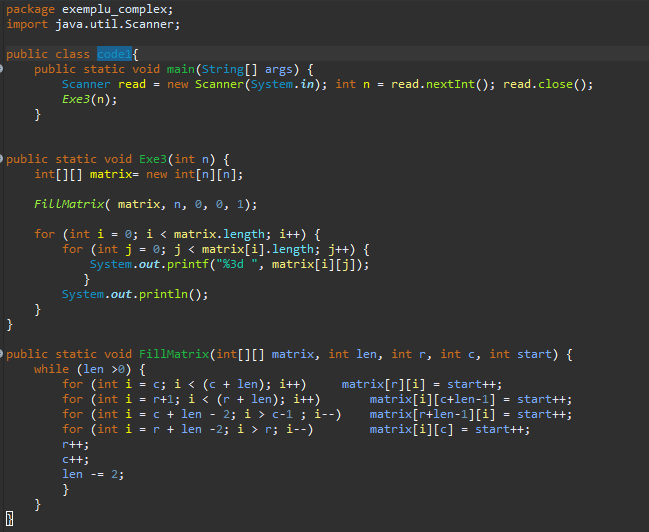 package exemplu_complex;
import java.util.Scanner;
public class code1{
public static void main(String[] args) {
Scanner read = new Scanner(System.in); int n = read.nextInt(); read.close();
Exe3(n);
}
public static void Exe3(int n) {
int[][] matrix= new int[n][n];
FillMatrix( matrix, n, 0, 0, 1);
for (int i = 0; i < matrix.length; i++) {
for (int j = 0; j < matrix[i].length; j++) {
System.out.printf("%3d ", matrix[i][j]);
}
System.out.println();
}
}
public static void FillMatrix(int[][] matrix, int len, int r, int c, int start) {
while (len >0) {
for (int i = c; i < (c + len); i++) matrix[r][i] = start++;
for (int i = r+1; i < (r + len); i++) matrix[i][c+len-1] = start++;
for (int i = c + len - 2; i > c-1 ; i--) matrix[r+len-1][i] = start++;
for (int i = r + len -2; i > r; i--) matrix[i][c] = start++;
r++;
c++;
len -= 2;
}
}
}